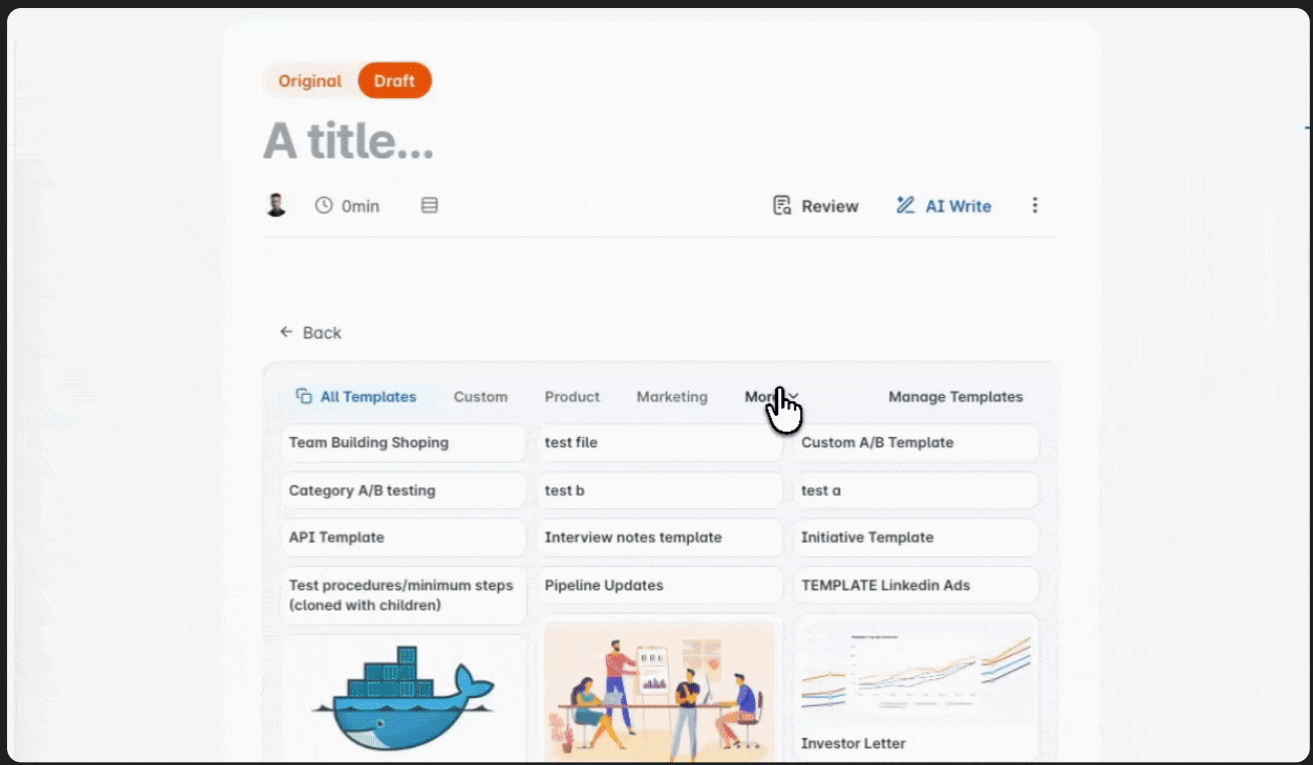 Original Draft
A title...
0min Review AI Write
Back
All Templates Custom Product Marketing More Manage Templates
Team Building Shoping test file Custom A/B Template
Category A/B testing test b test a
API Template Interview notes template Initiative Template
Test procedures/minimum steps Pipeline Updates TEMPLATE Linkedin Ads
(cloned with children)
Investor Letter